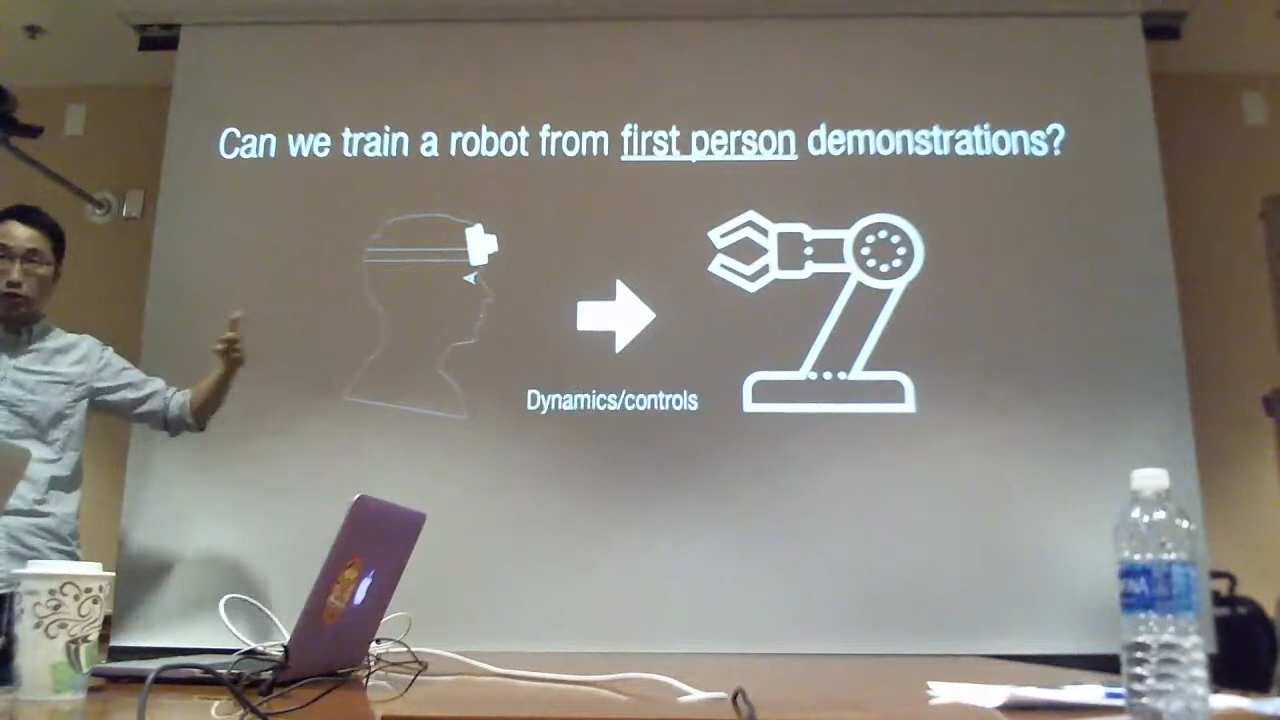 Can we train a robot from first person demonstrations?
Dynamics/controls